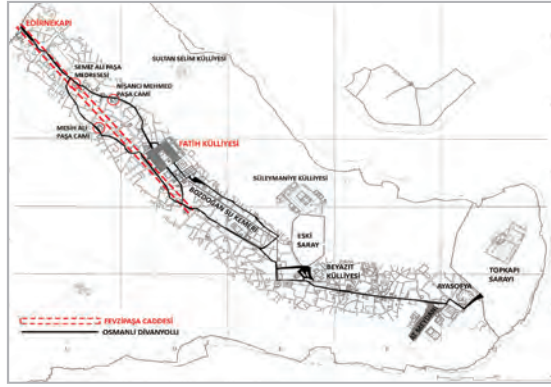 EDİRNEKAPI
SULTAN SELİM KÜLLİYESİ
SEMİZ ALİ PAŞA
MEDRESESİ
NİŞANCI MEHMED
PAŞA CAMİ
MESİH ALİ
PAŞA CAMİ
FATİH KÜLLİYESİ
SÜLEYMANİYE KÜLLİYESİ
BOZDOĞAN SU KEMERİ
ESKİ
SARAY
BEYAZIT
KÜLLİYESİ
TOPKAPI
SARAYI
AYASOFYA
FEVZİPAŞA CADDESİ
OSMANLI DİVANYOLU